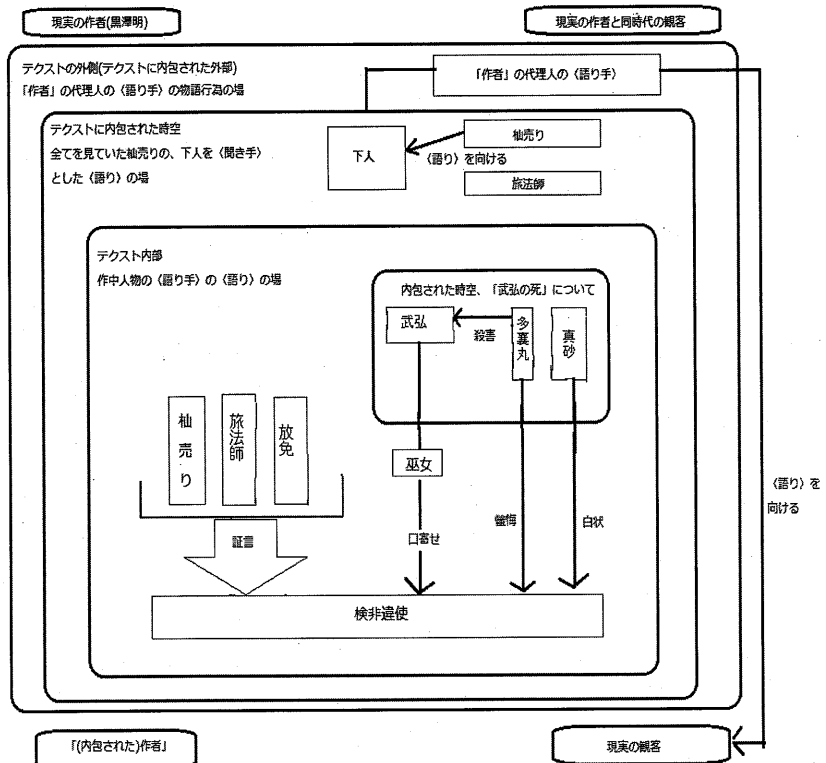 現実の作者(黒澤明)
現実の作者と同時代の観客
テクストの外側(テクストに内包された外部)
「作者」の代理人の〈語り手〉の物語行為の場
「作者」の代理人の〈語り手〉
テクストに内包された時空
全てを見ていた杣売りの、下人を〈聞き手〉
とした〈語り〉の場
下人
杣売り
〈語り〉を向ける
旅法師
テクスト内部
作中人物の〈語り手〉の〈語り〉の場
内包された時空、「武弘の死」について
武弘
殺害
多襄丸
真砂
杣売り
旅法師
放免
巫女
証言
口寄せ
懺悔
白状
検非違使
〈語り〉を
向ける
「(内包された)作者」
現実の観客